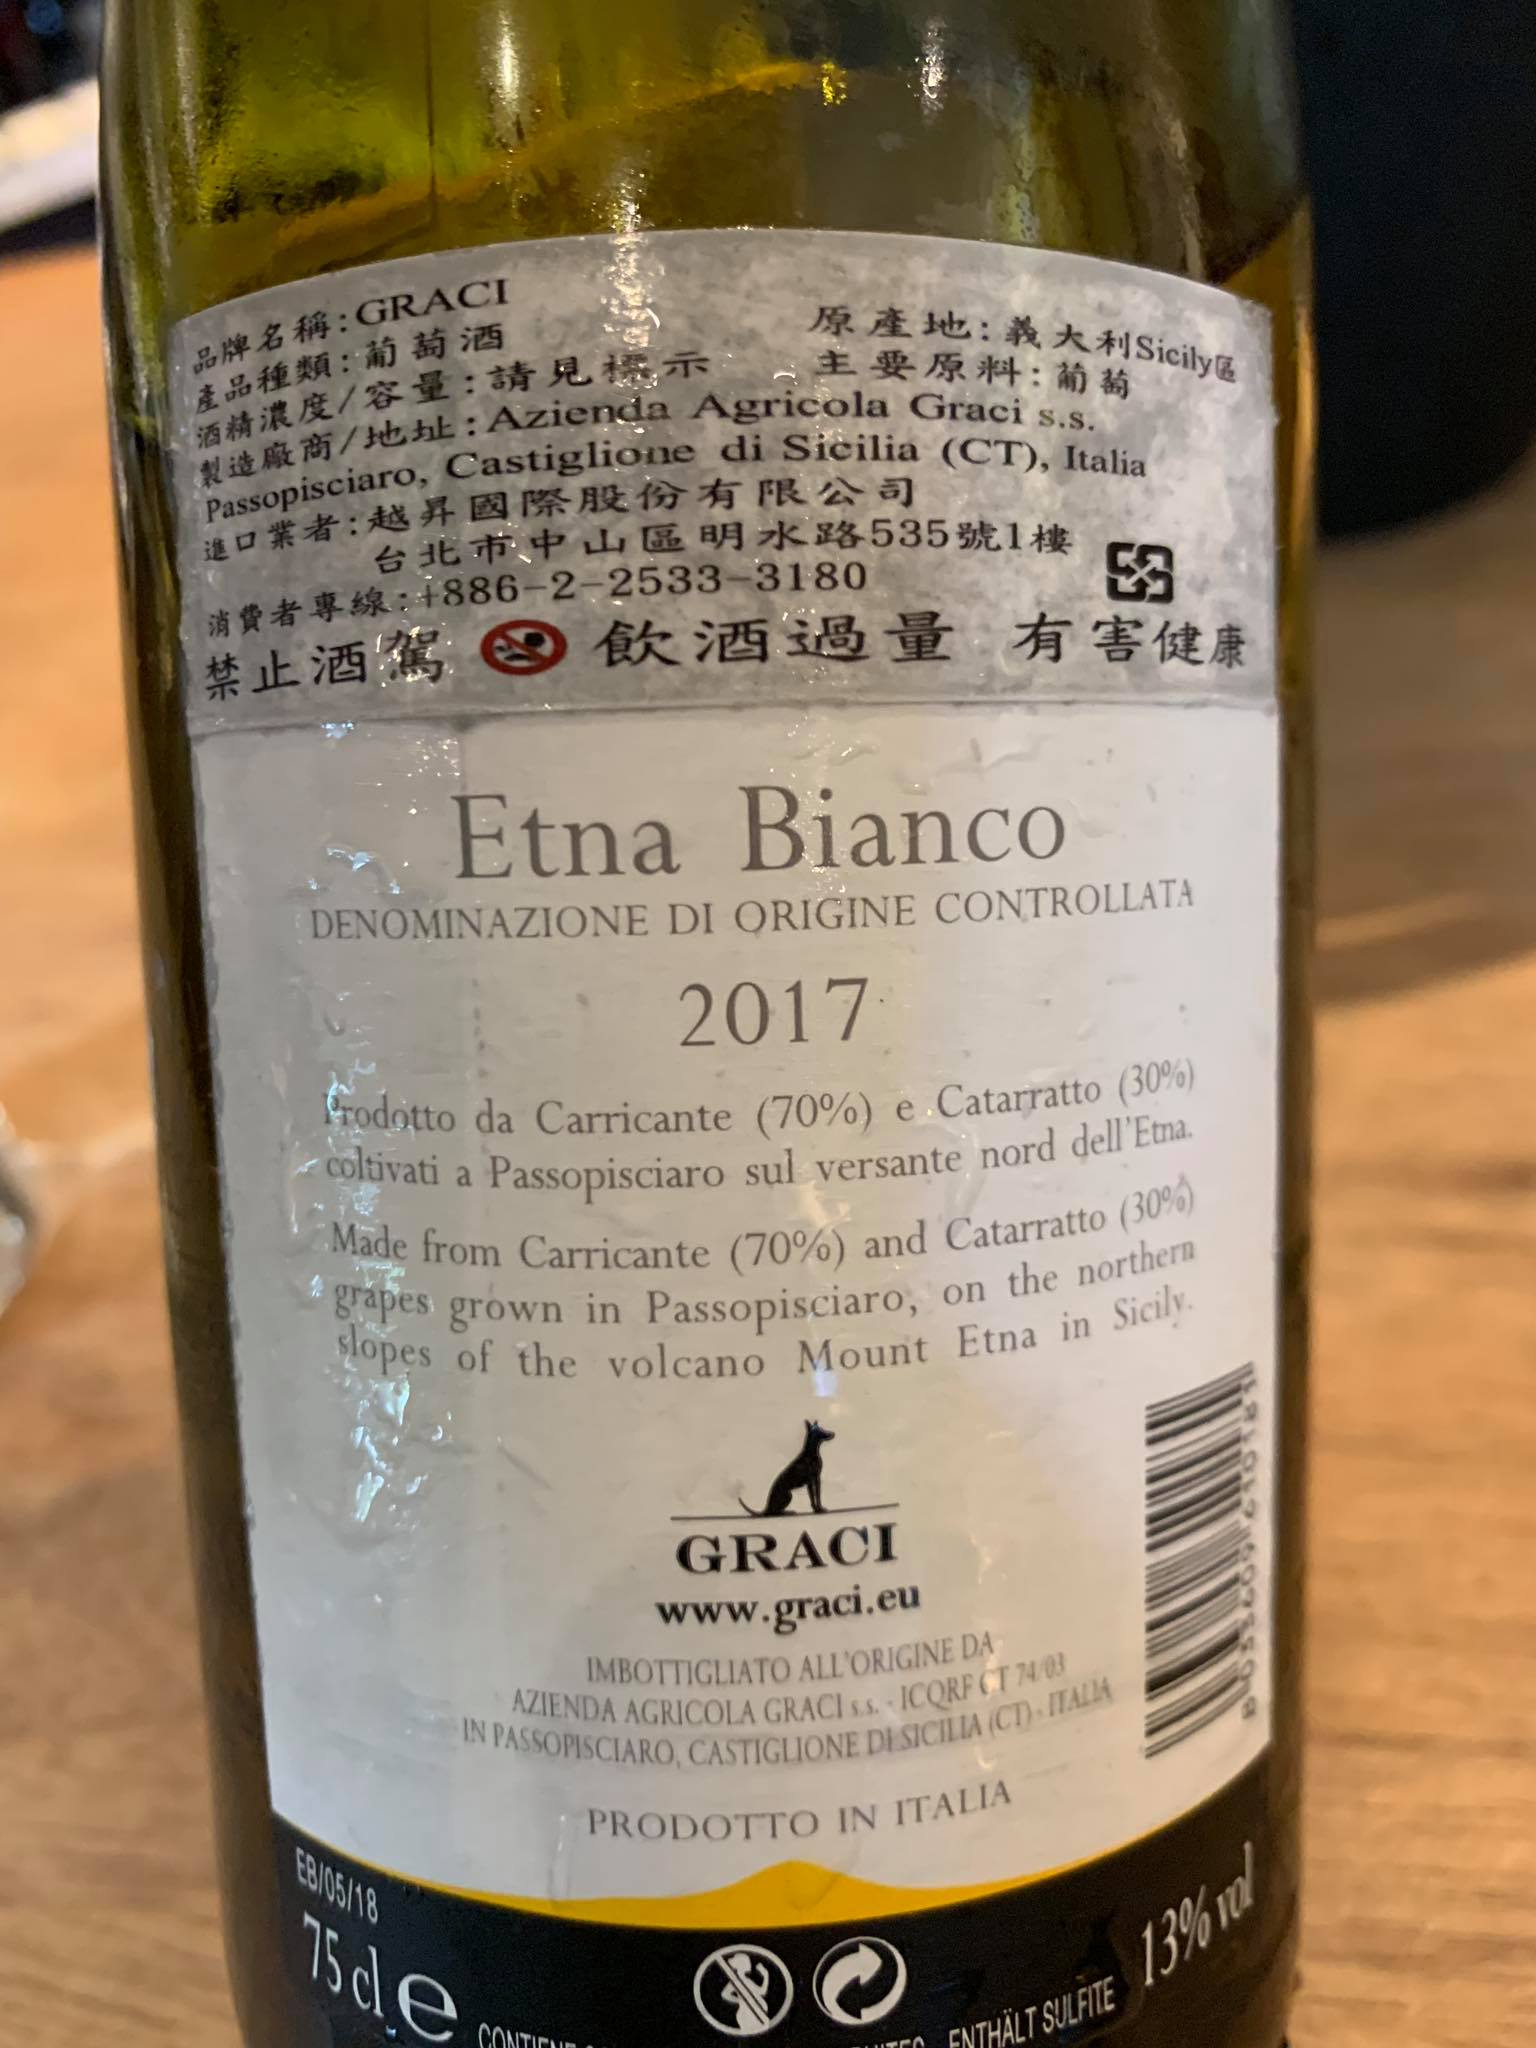 品牌名稱:GRACI
產品種類:葡萄酒
原產地:義大利Sicily區
酒精濃度/容量:請見標示
主要原料:葡萄
製造廠商/地址:Azienda Agricola Graci s.s.
Passopisciaro, Castiglione di Sicilia (CT), Italia
進口業者:越昇國際股份有限公司
台北市中山區明水路535號1樓
消費者專線:+886-2-2533-3180
禁止酒駕 飲酒過量 有害健康
Etna Bianco
DENOMINAZIONE DI ORIGINE CONTROLLATA
2017
Prodotto da Carricante (70%) e Catarratto (30%)
coltivati a Passopisciaro sul versante nord dell'Etna.
Made from Carricante (70%) and Catarratto (30%)
grapes grown in Passopisciaro, on the northern
slopes of the volcano Mount Etna in Sicily.
GRACI
www.graci.eu
IMBOTTIGLIATO ALL'ORIGINE DA
AZIENDA AGRICOLA GRACI s.s. - ICQRF CT 74/03
IN PASSOPISCIARO, CASTIGLIONE DI SICILIA (CT) - ITALIA
PRODOTTO IN ITALIA
EB/05/18
75 cl e
13% vol
ENTHÄLT SULFITE